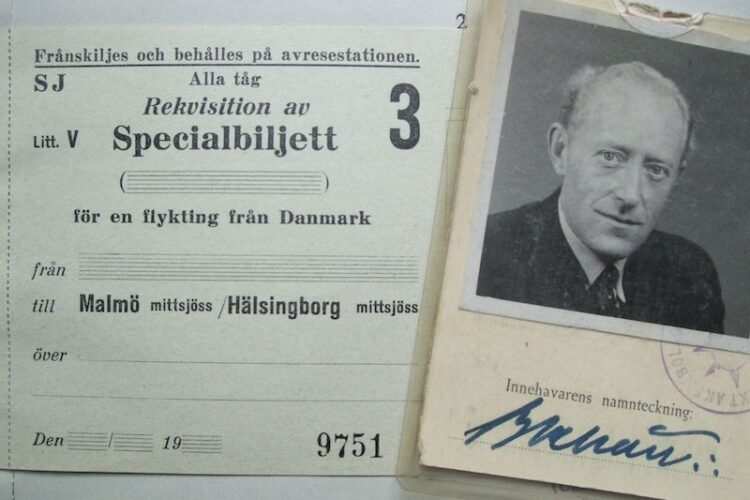 2
Frånskiljes och behålles på avresestationen.
SJ
Alla tåg
Rekvisition av
3
Litt. V
Specialbiljett
( )
för en flykting från Danmark
från
till Malmö mittsjöss / Hälsingborg mittsjöss
över
Den / 19
9751
Innehavarens namnteckning: